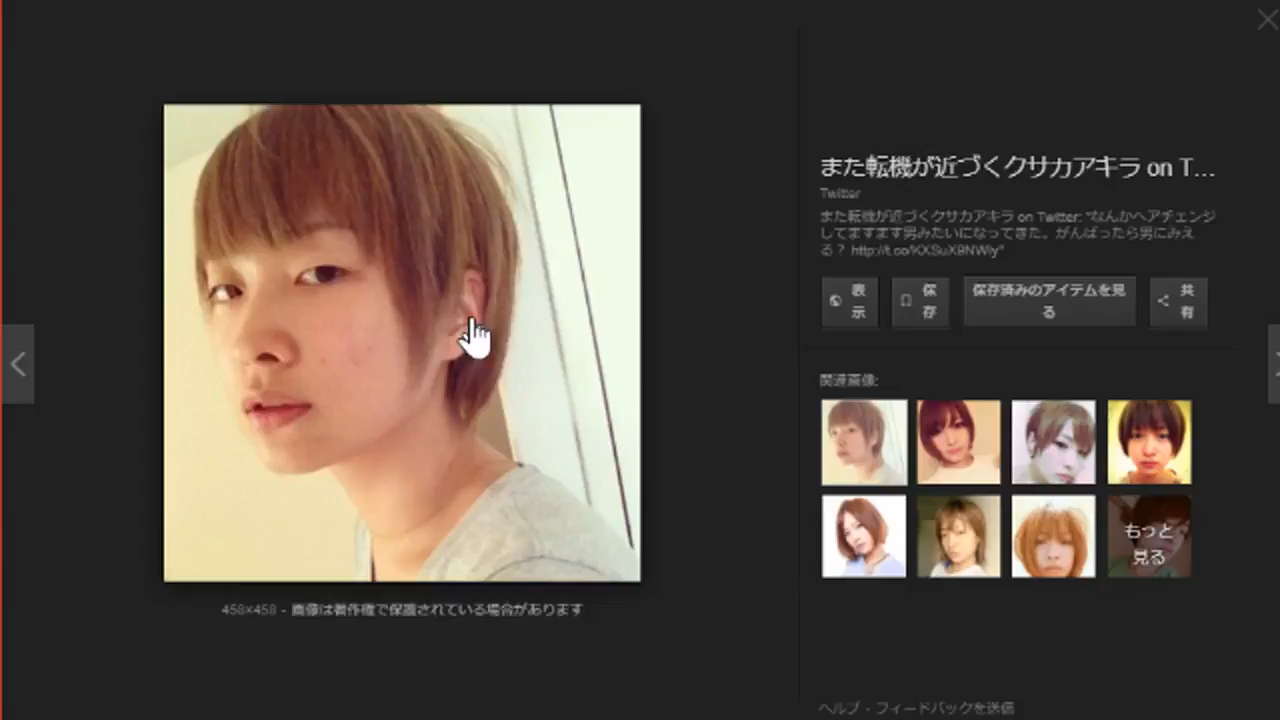 また転機が近づくクサカアキラ on T...
Twitter
また転機が近づくクサカアキラ on Twitter: "なんかヘアチェンジ
してますます男みたいになってきた。がんばったら男にみえ
る?
表
示
保
存
保存済みのアイテムを見
る
共
有
関連画像:
もっと
見る
458×458 - 画像は著作権で保護されている場合があります
ヘルプ - フィードバックを送信